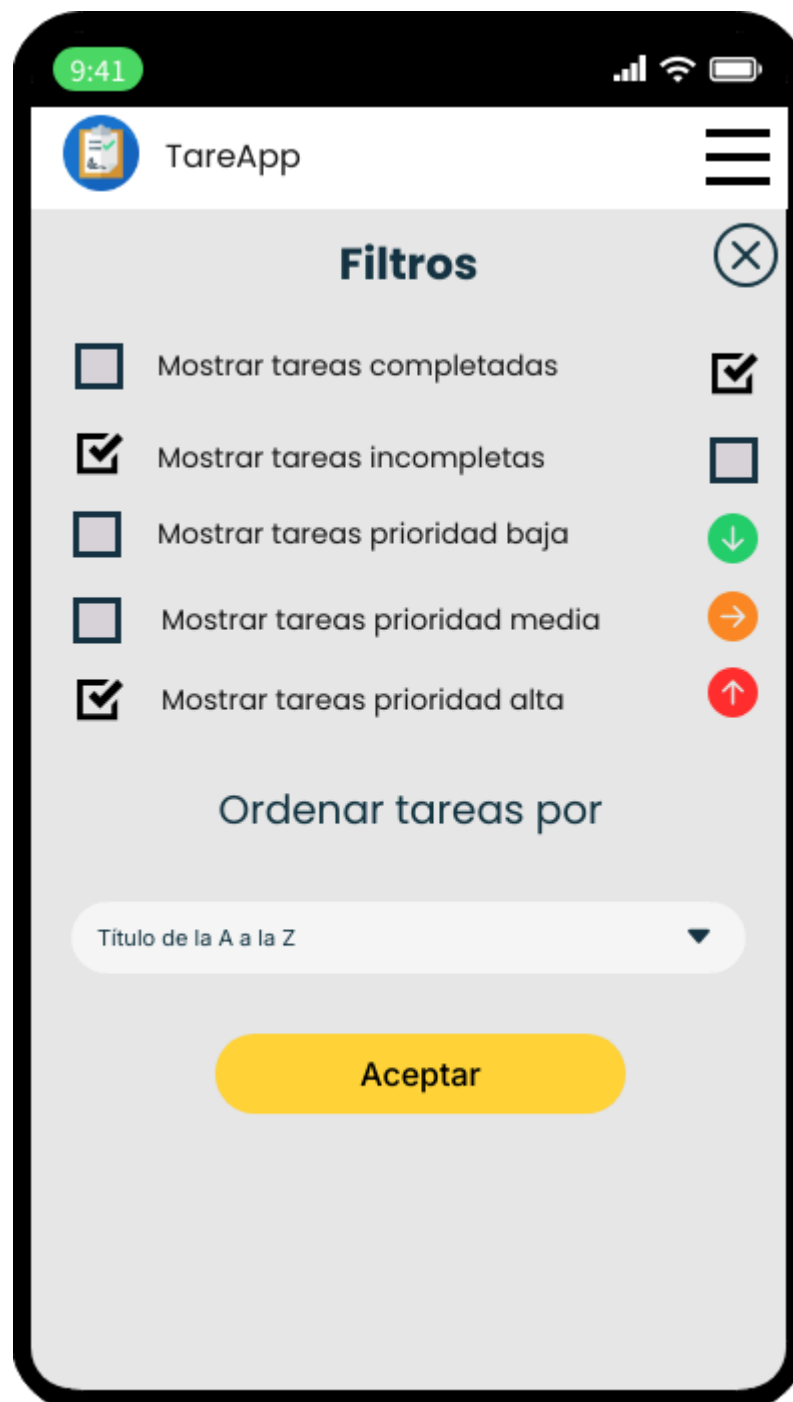 9:41
TareApp
Filtros
Mostrar tareas completadas
Mostrar tareas incompletas
Mostrar tareas prioridad baja
Mostrar tareas prioridad media
Mostrar tareas prioridad alta
Ordenar tareas por
Título de la A a la Z
Aceptar